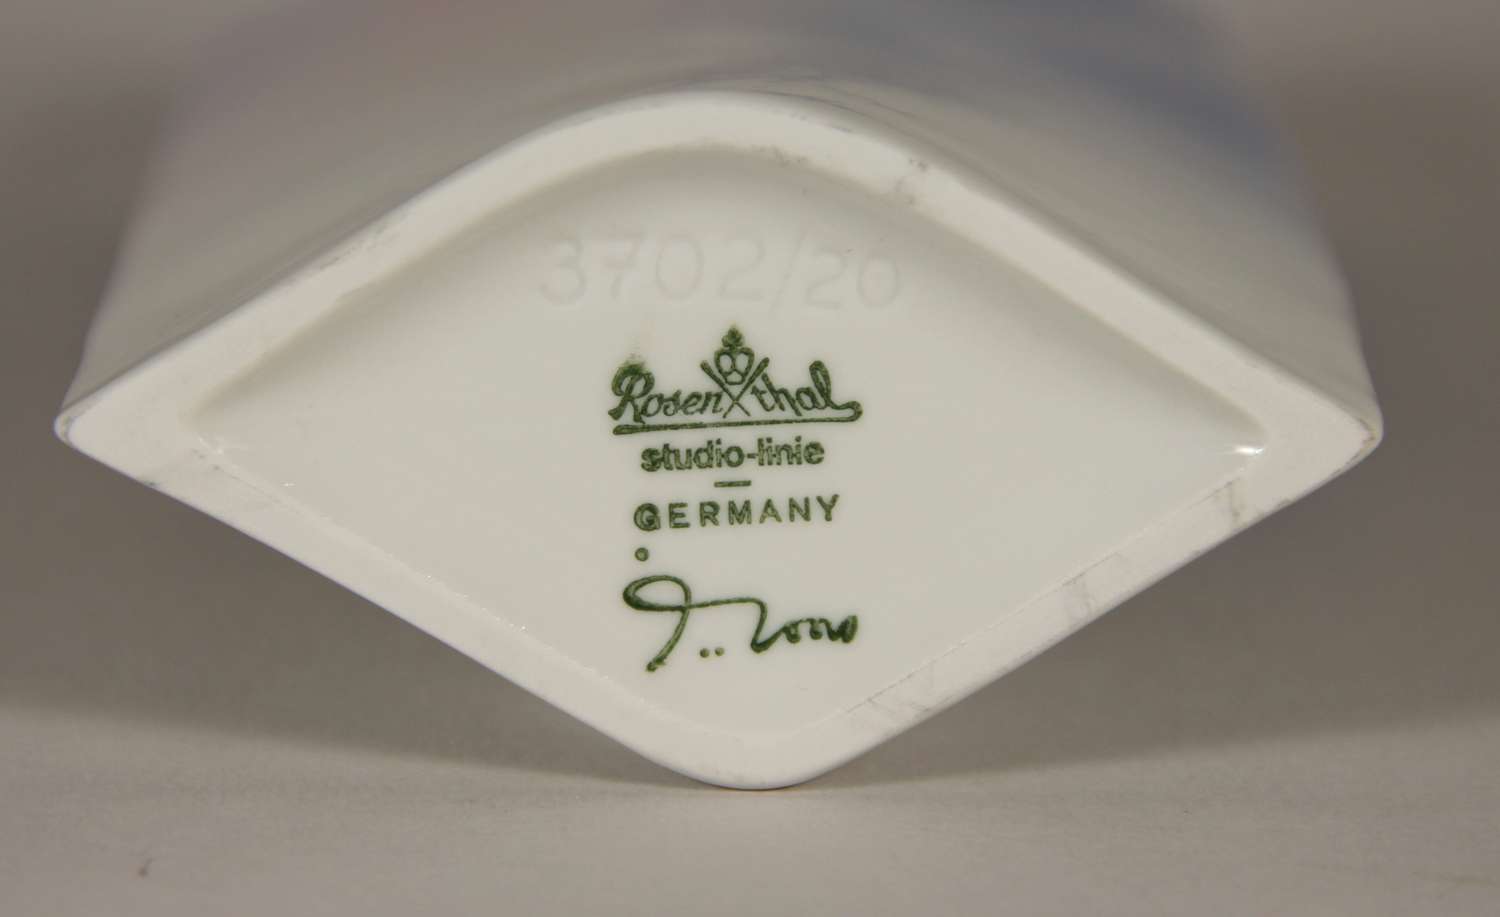 3702/20
Rosenthal
studio-linie
GERMANY